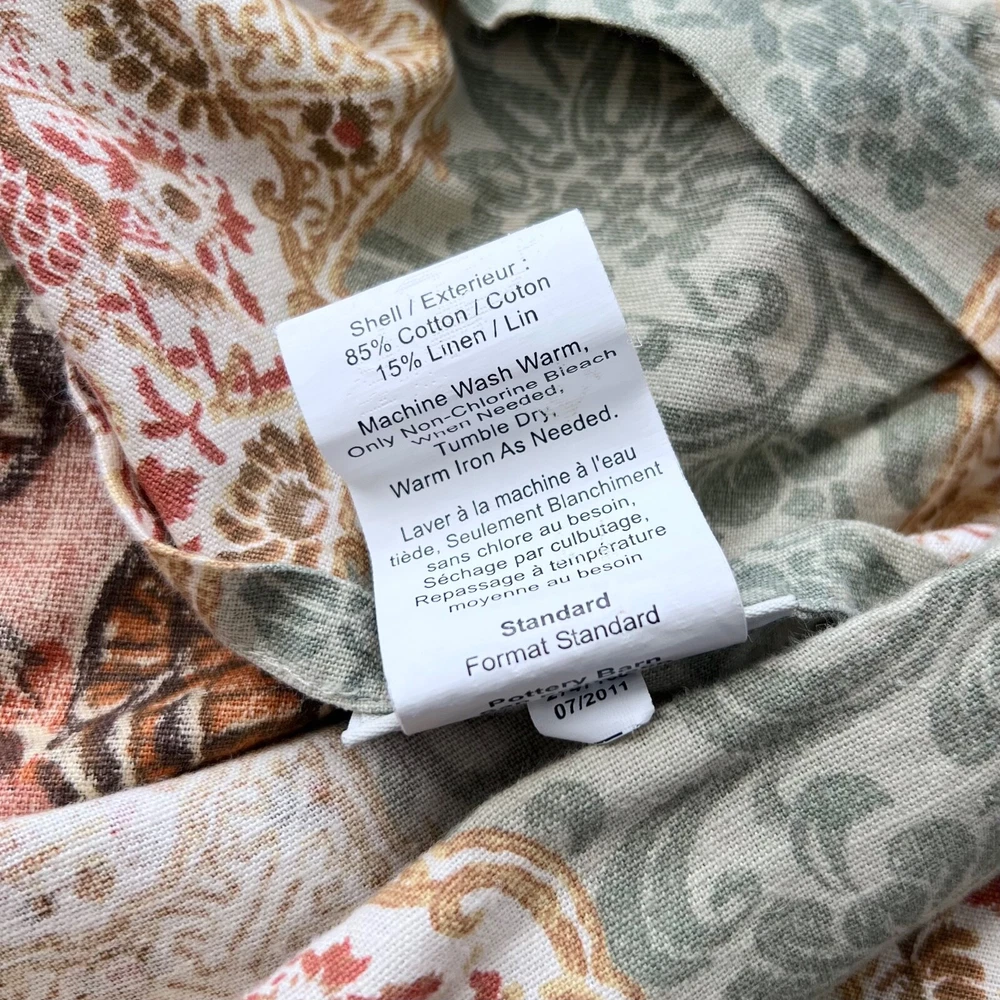 Shell / Exterieur :
85% Cotton / Coton
15% Linen / Lin
Machine Wash Warm,
Only Non-Chlorine Bleach
When Needed,
Tumble Dry,
Warm Iron As Needed.
Laver à la machine à l'eau
tiède, Seulement Blanchiment
sans chlore au besoin,
Séchage par culbutage,
Repassage à température
moyenne au besoin
Standard
Format Standard
Pottery Barn
07/2011